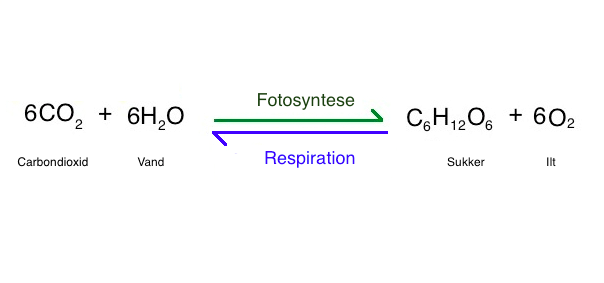 Fotosyntese
6CO₂ + 6H₂O C₆H₁₂O₆ + 6O₂
Respiration
Carbondioxid Vand Sukker Ilt